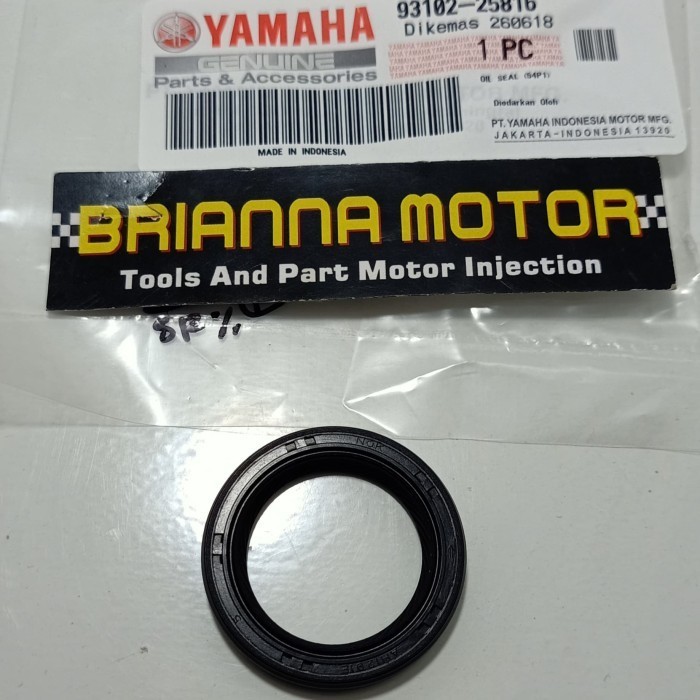 93102-25816
YAMAHA
Dikemas 260618
GENUINE
1 PC
Parts & Accessories
OIL SEAL (54P1)
Diedarkan Oleh
PT. YAMAHA INDONESIA MOTOR MFG.
JAKARTA-INDONESIA 13920
MADE IN INDONESIA
BRIANNA MOTOR
Tools And Part Motor Injection
NOK